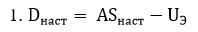 1. Dнаст = ASнаст − UЭ